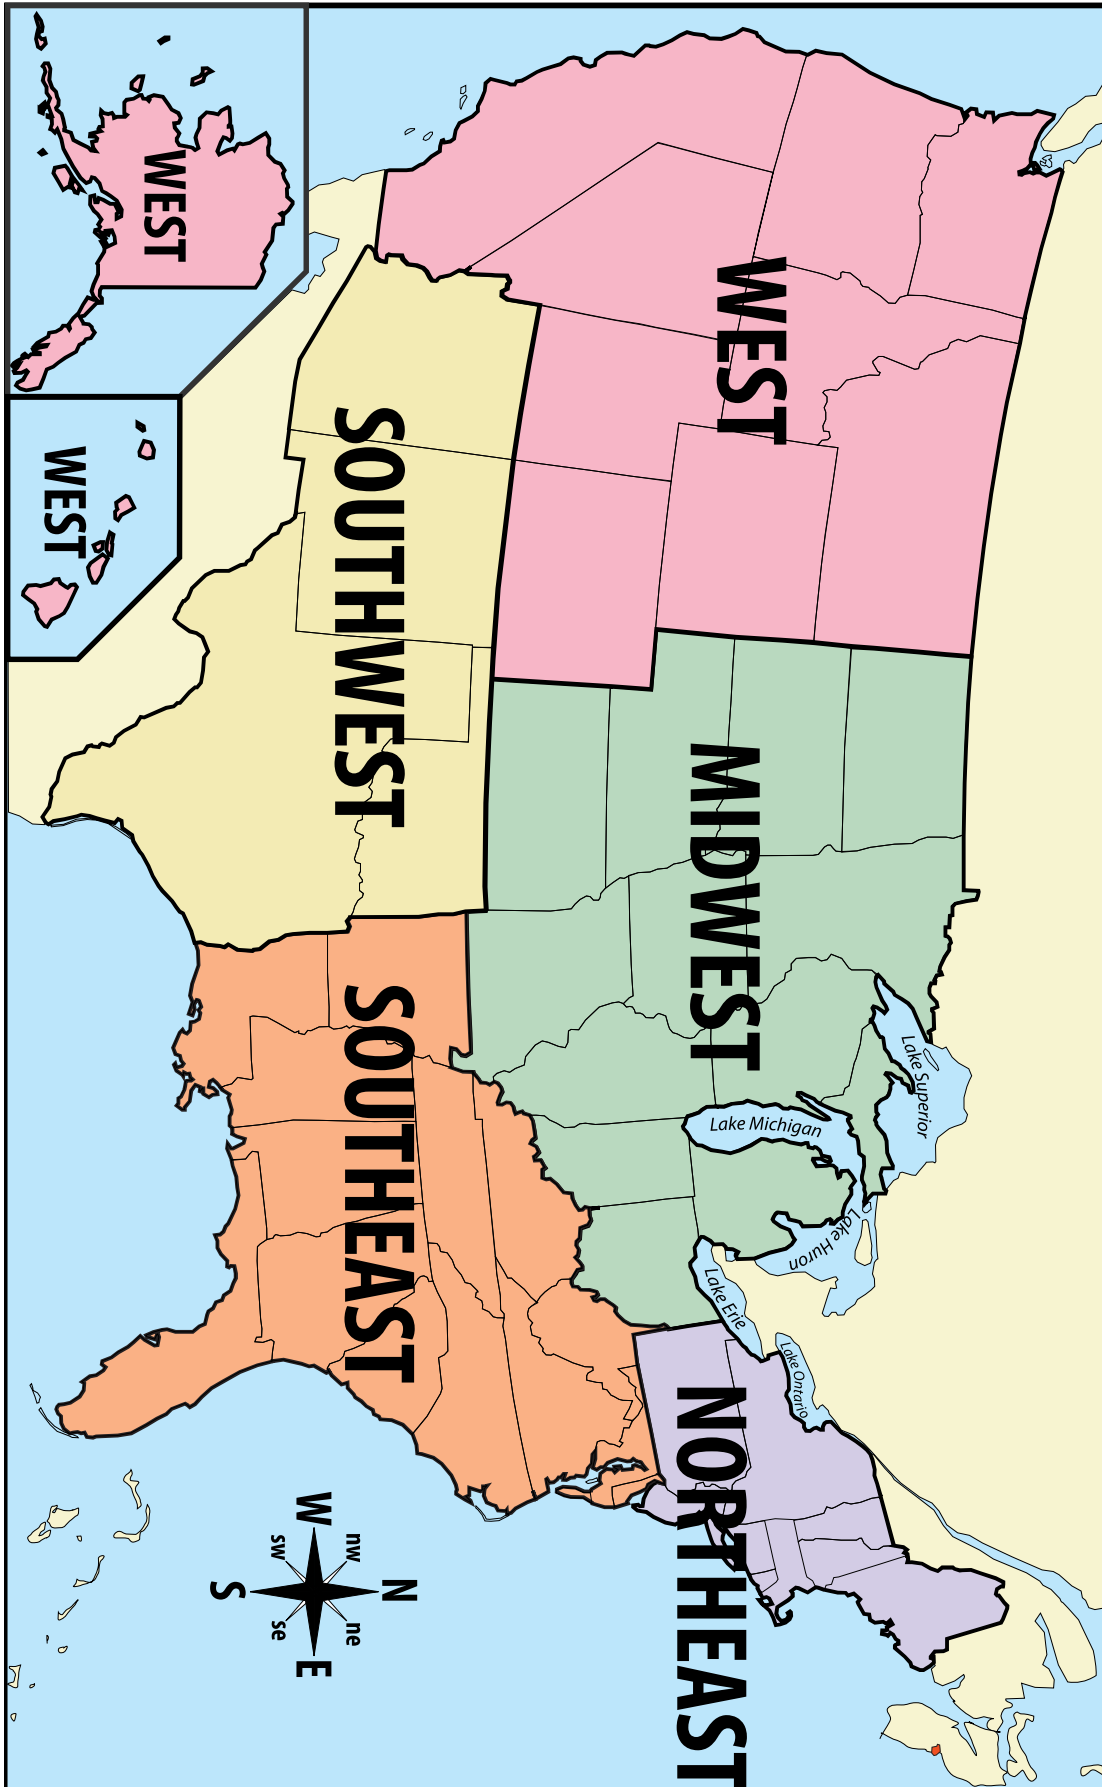 WEST
MIDWEST
NORTHEAST
SOUTHWEST
SOUTHEAST
WEST
WEST
Lake Superior
Lake Michigan
Lake Huron
Lake Erie
Lake Ontario
N
nw
ne
W
E
sw
se
S